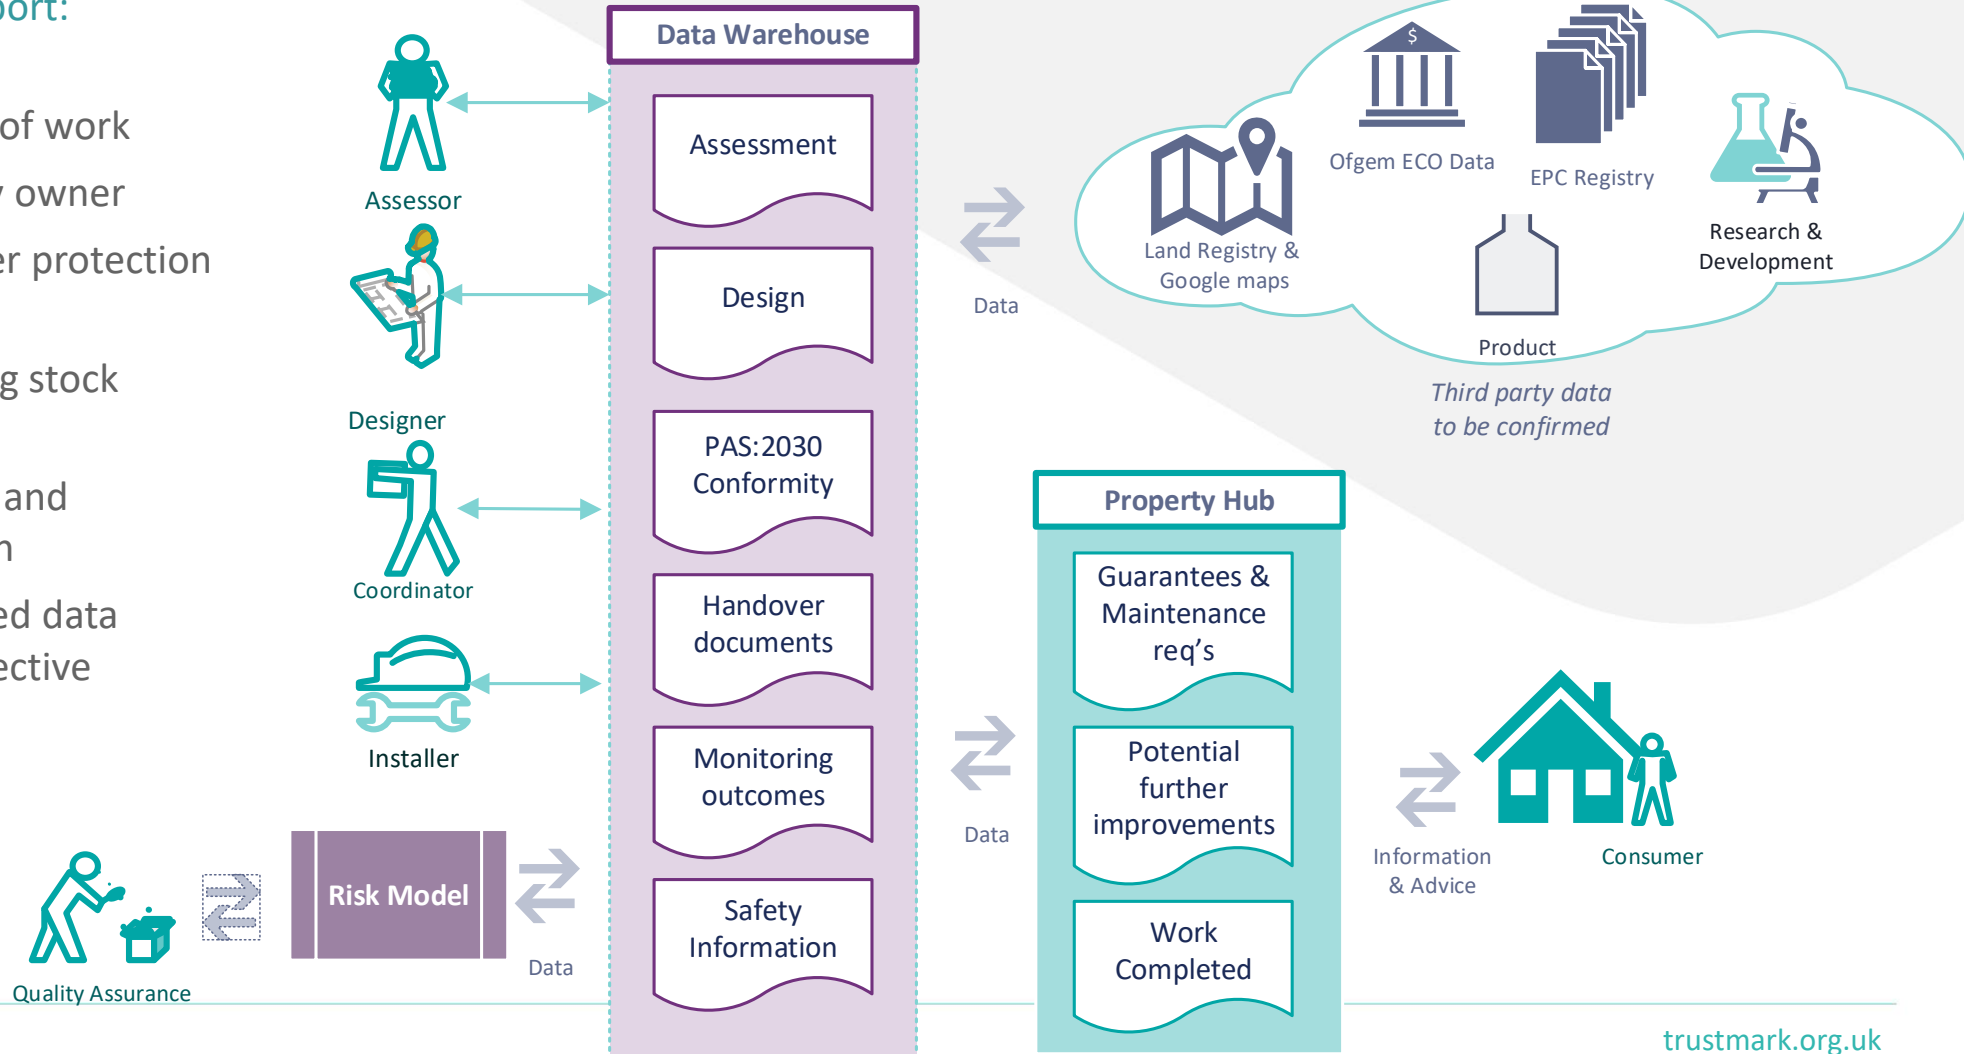 port:
of work
owner
er protection
g stock
and
ed data
ective
Assessor
Designer
Coordinator
Installer
Quality Assurance
Risk Model
Data
Data Warehouse
Assessment
Design
PAS:2030
Conformity
Handover
documents
Monitoring
outcomes
Safety
Information
Data
Land Registry &
Google maps
$
Ofgem ECO Data
EPC Registry
Research &
Development
Product
Third party data
to be confirmed
Data
Property Hub
Guarantees &
Maintenance
req's
Potential
further
improvements
Work
Completed
Information
& Advice
Consumer
trustmark.org.uk